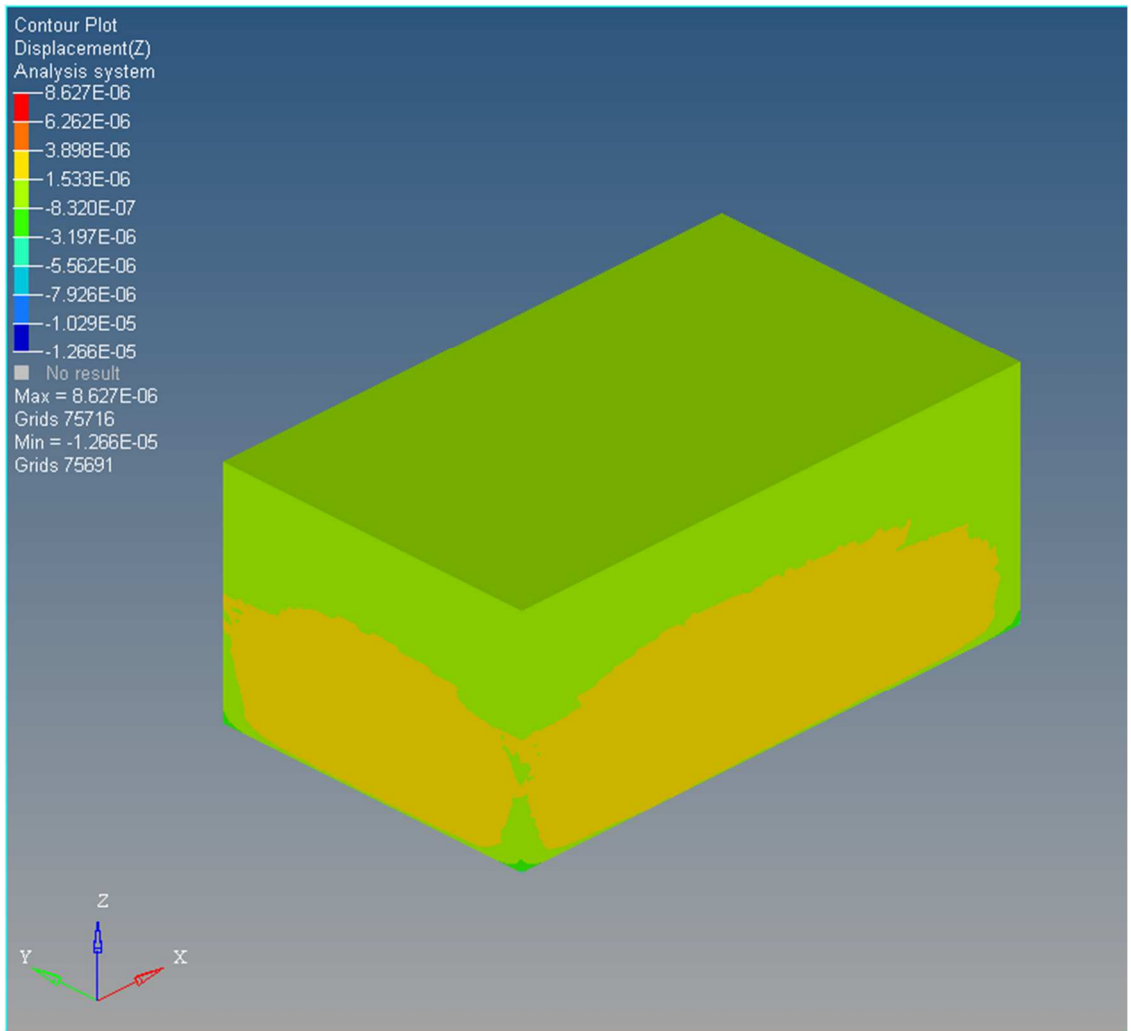 Contour Plot
Displacement(Z)
Analysis system
8.627E-06
6.262E-06
3.898E-06
1.533E-06
-8.320E-07
-3.197E-06
-5.562E-06
-7.926E-06
-1.029E-05
-1.266E-05
No result
Max = 8.627E-06
Grids 75716
Min = -1.266E-05
Grids 75691
Z
Y
X